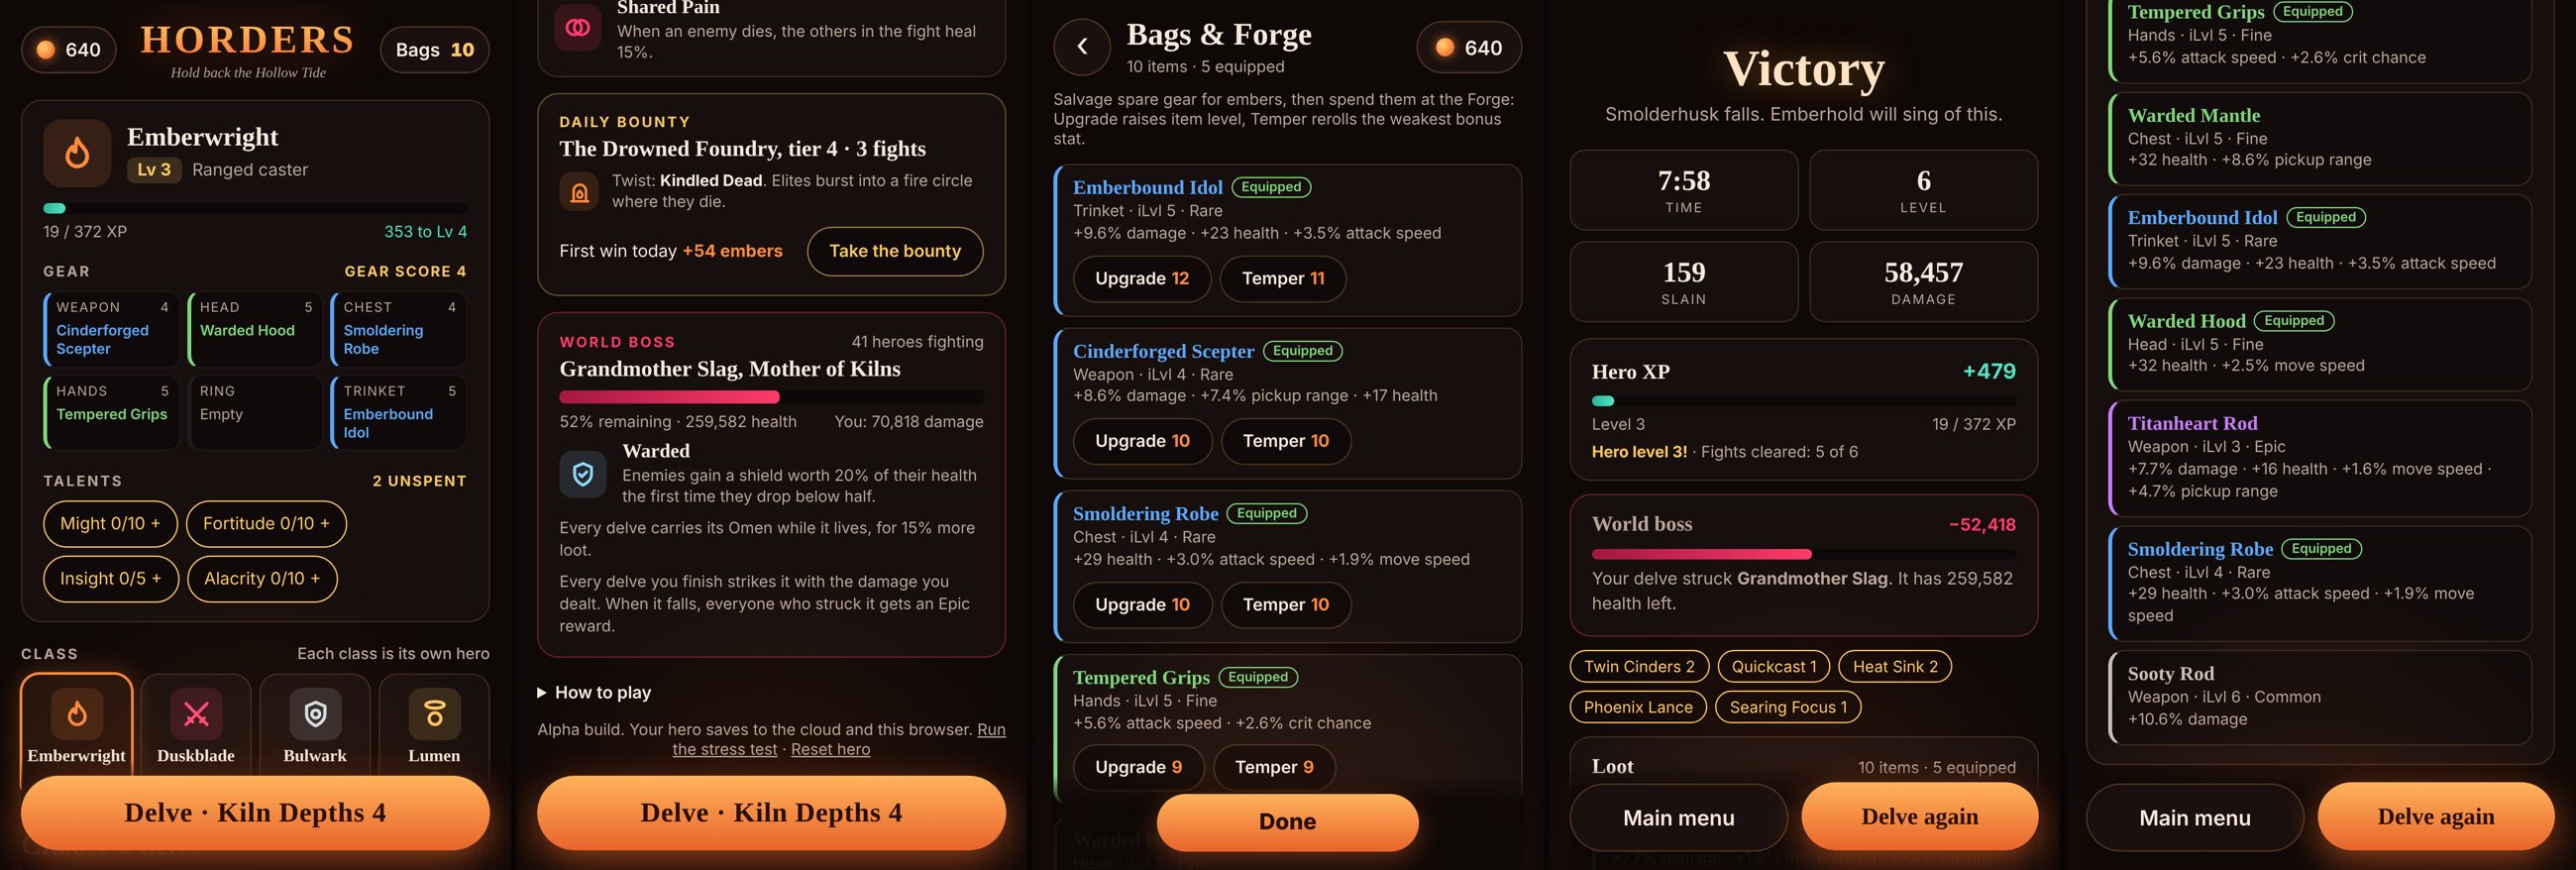 640
HORDERS
Hold back the Hollow Tide
Bags 10
Emberwright
Lv 3 Ranged caster
19 / 372 XP
353 to Lv 4
GEAR
GEAR SCORE 4
WEAPON 4
Cinderforged
Scepter
HEAD 5
Warded Hood
CHEST 4
Smoldering
Robe
HANDS 5
Tempered Grips
RING
Empty
TRINKET 5
Emberbound
Idol
TALENTS
2 UNSPENT
Might 0/10 +
Fortitude 0/10 +
Insight 0/5 +
Alacrity 0/10 +
CLASS
Each class is its own hero
Emberwright
Duskblade
Bulwark
Lumen
Delve · Kiln Depths 4
Shared Pain
When an enemy dies, the others in the fight heal
15%.
DAILY BOUNTY
The Drowned Foundry, tier 4 · 3 fights
Twist: Kindled Dead. Elites burst into a fire circle
where they die.
First win today +54 embers
Take the bounty
WORLD BOSS
41 heroes fighting
Grandmother Slag, Mother of Kilns
52% remaining · 259,582 health
You: 70,818 damage
Warded
Enemies gain a shield worth 20% of their health
the first time they drop below half.
Every delve carries its Omen while it lives, for 15% more
loot.
Every delve you finish strikes it with the damage you
dealt. When it falls, everyone who struck it gets an Epic
reward.
▶ How to play
Alpha build. Your hero saves to the cloud and this browser. Run
the stress test · Reset hero
Delve · Kiln Depths 4
Bags & Forge
10 items · 5 equipped
640
Salvage spare gear for embers, then spend them at the Forge:
Upgrade raises item level, Temper rerolls the weakest bonus
stat.
Emberbound Idol Equipped
Trinket · iLvl 5 · Rare
+9.6% damage · +23 health · +3.5% attack speed
Upgrade 12
Temper 11
Cinderforged Scepter Equipped
Weapon · iLvl 4 · Rare
+8.6% damage · +7.4% pickup range · +17 health
Upgrade 10
Temper 10
Smoldering Robe Equipped
Chest · iLvl 4 · Rare
+29 health · +3.0% attack speed · +1.9% move speed
Upgrade 10
Temper 10
Tempered Grips Equipped
Hands · iLvl 5 · Fine
+5.6% attack speed · +2.6% crit chance
Upgrade 9
Temper 9
Done
Victory
Smolderhusk falls. Emberhold will sing of this.
7:58
TIME
6
LEVEL
159
SLAIN
58,457
DAMAGE
Hero XP
+479
Level 3
19 / 372 XP
Hero level 3! · Fights cleared: 5 of 6
World boss
−52,418
Your delve struck Grandmother Slag. It has 259,582
health left.
Twin Cinders 2
Quickcast 1
Heat Sink 2
Phoenix Lance
Searing Focus 1
Loot
10 items · 5 equipped
Main menu
Delve again
Tempered Grips Equipped
Hands · iLvl 5 · Fine
+5.6% attack speed · +2.6% crit chance
Warded Mantle
Chest · iLvl 5 · Fine
+32 health · +8.6% pickup range
Emberbound Idol Equipped
Trinket · iLvl 5 · Rare
+9.6% damage · +23 health · +3.5% attack speed
Warded Hood Equipped
Head · iLvl 5 · Fine
+32 health · +2.5% move speed
Titanheart Rod
Weapon · iLvl 3 · Epic
+7.7% damage · +16 health · +1.6% move speed ·
+4.7% pickup range
Smoldering Robe Equipped
Chest · iLvl 4 · Rare
+29 health · +3.0% attack speed · +1.9% move
speed
Sooty Rod
Weapon · iLvl 6 · Common
+10.6% damage
Main menu
Delve again